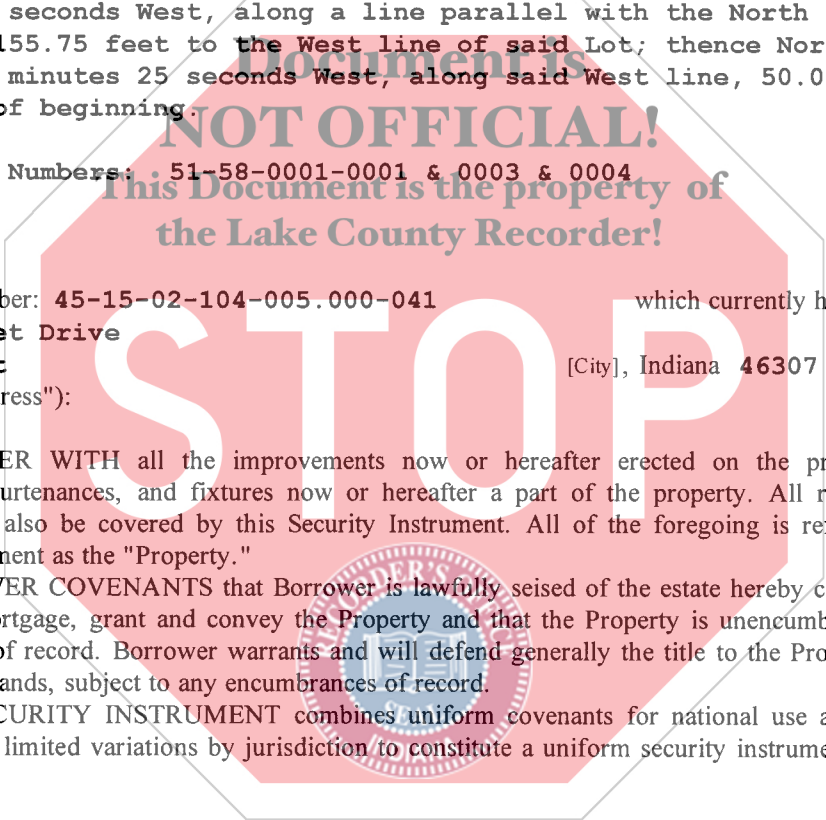 seconds West, along a line parallel with the North
155.75 feet to the West line of said Lot; thence Nor
Document is
minutes 25 seconds West, along said West line, 50.0
of beginning.
NOT OFFICIAL!
Numbers: 51-58-0001-0001 & 0003 & 0004
This Document is the property of
the Lake County Recorder!
ber: 45-15-02-104-005.000-041 which currently h
et Drive
[City], Indiana 46307
ress"):
STOP
ER WITH all the improvements now or hereafter erected on the pr
urtenances, and fixtures now or hereafter a part of the property. All r
also be covered by this Security Instrument. All of the foregoing is re
nent as the "Property."
VER COVENANTS that Borrower is lawfully seised of the estate hereby c
rtgage, grant and convey the Property and that the Property is unencumb
of record. Borrower warrants and will defend generally the title to the Pro
ands, subject to any encumbrances of record.
CURITY INSTRUMENT combines uniform covenants for national use a
limited variations by jurisdiction to constitute a uniform security instrume
RECORDER'S OFFICE
SEAL
INDIANA